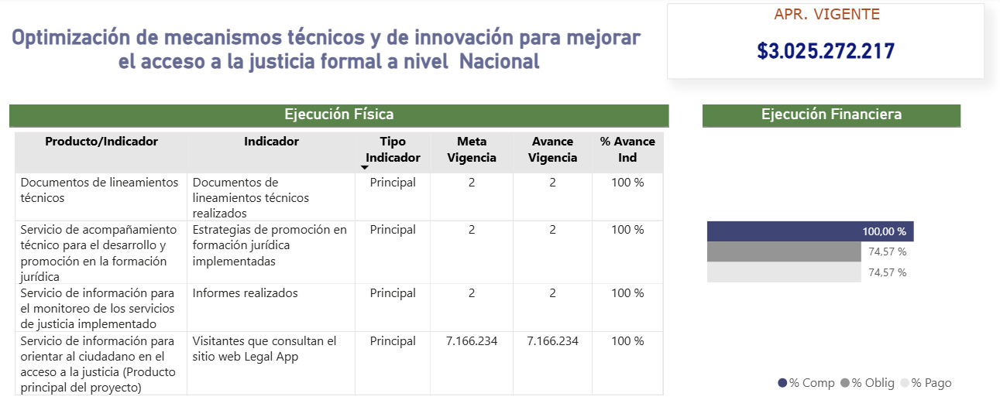 Optimización de mecanismos técnicos y de innovación para mejorar
el acceso a la justicia formal a nivel  Nacional
APR. VIGENTE
$3.025.272.217
Ejecución Física
Producto/Indicador Indicador Tipo Indicador Meta Vigencia Avance Vigencia % Avance Ind
Documentos de lineamientos
técnicos
Documentos de
lineamientos técnicos
realizados
Principal 2 2 100 %
Servicio de acompañamiento
técnico para el desarrollo y
promoción en la formación
jurídica
Estrategias de promoción en
formación jurídica
implementadas
Principal 2 2 100 %
Servicio de información para
el monitoreo de los servicios
de justicia implementado
Informes realizados
Principal 2 2 100 %
Servicio de información para
orientar al ciudadano en el
acceso a la justicia (Producto
principal del proyecto)
Visitantes que consultan el
sitio web Legal App
Principal 7.166.234 7.166.234 100 %
Ejecución Financiera
100,00 %
74,57 %
74,57 %
% Comp % Oblig % Pago